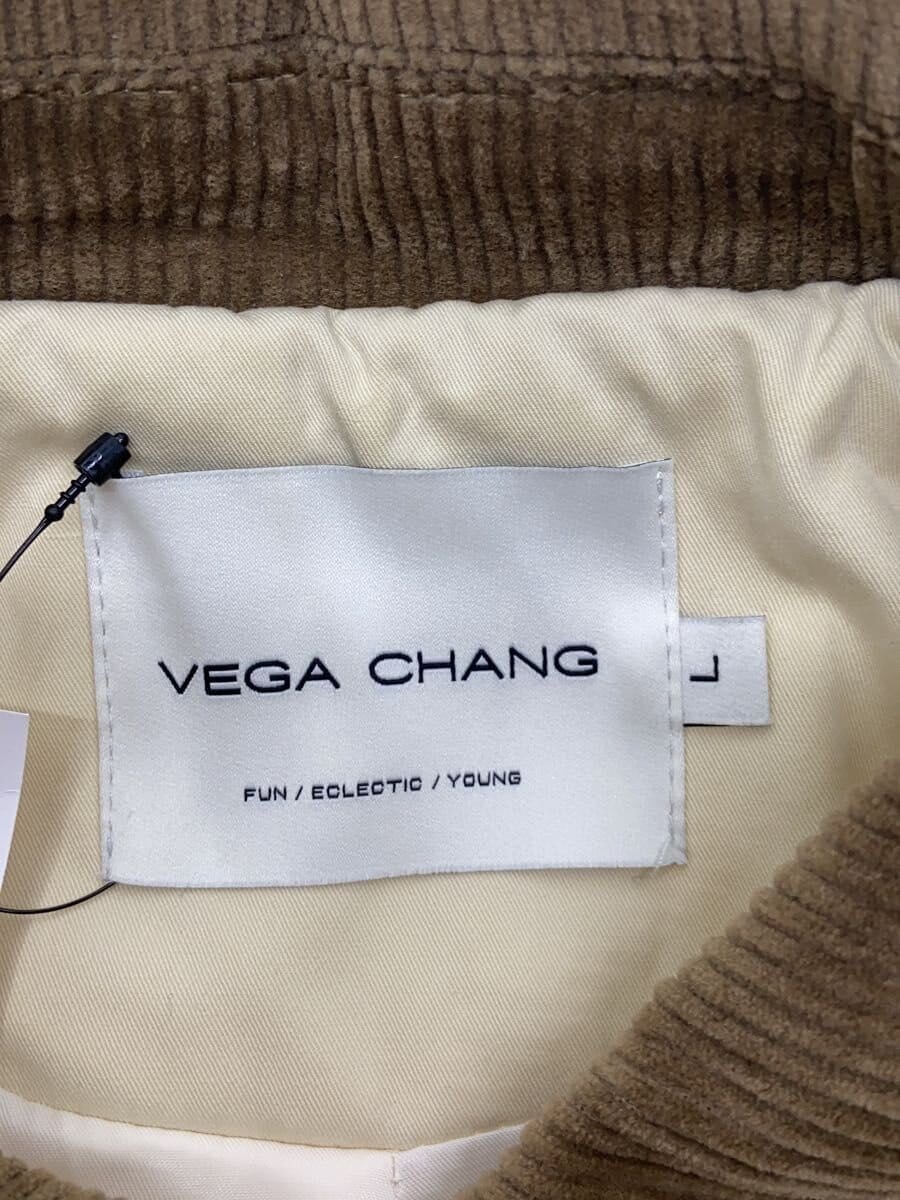 VEGA CHANG
L
FUN / ECLECTIC / YOUNG